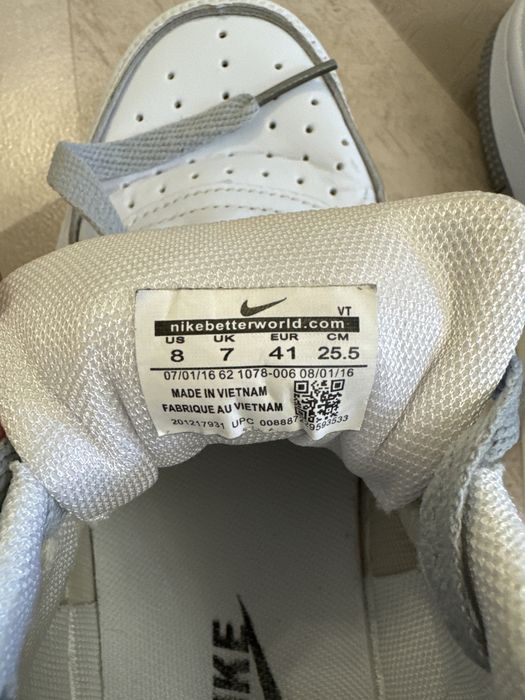 VT
nikebetterworld.com
US UK EUR CM
8 7 41 25.5
07/01/16 62 1078-006 08/01/16
MADE IN VIETNAM
FABRIQUE AU VIETNAM
201217931 UPC
NIKE